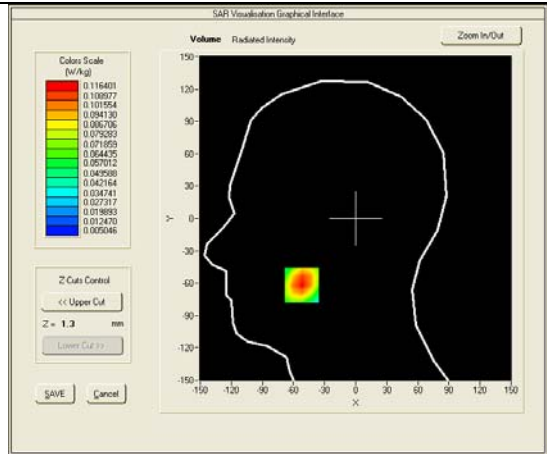 SAR Visualisation Graphical Interface
Volume Radiated Intensity
Zoom In/Out
Colors Scale
(W/kg)
0.116401
0.108977
0.101554
0.094130
0.086706
0.079283
0.071859
0.064435
0.057012
0.049588
0.042164
0.034741
0.027317
0.019893
0.012470
0.005046
Z Cuts Control
<< Upper Cut
Z = 1.3 mm
Lower Cut >>
SAVE
Cancel
150
120
90
60
30
0
-30
-60
-90
-120
-150
Y
-150 -120 -90 -60 -30 0 30 60 90 120 150
X